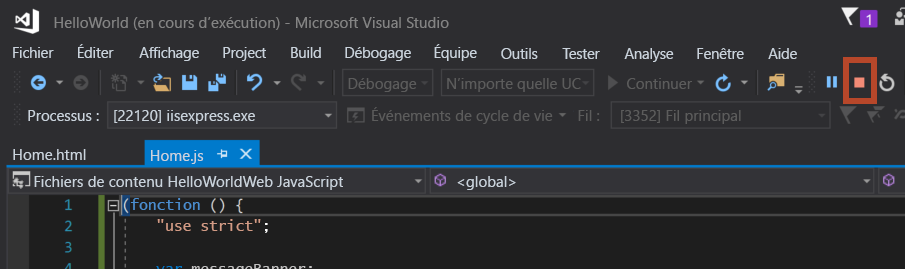 HelloWorld (en cours d'exécution) - Microsoft Visual Studio
1
Fichier Éditer Affichage Project Build Débogage Équipe Outils Tester Analyse Fenêtre Aide
Débogage N'importe quelle UC Continuer
Processus : [22120] iisexpress.exe Événements de cycle de vie Fil : [3352] Fil principal
Home.html Home.js
Fichiers de contenu HelloWorldWeb JavaScript <global>
1 (fonction () {
2 "use strict";
3
4 var messageBanner;